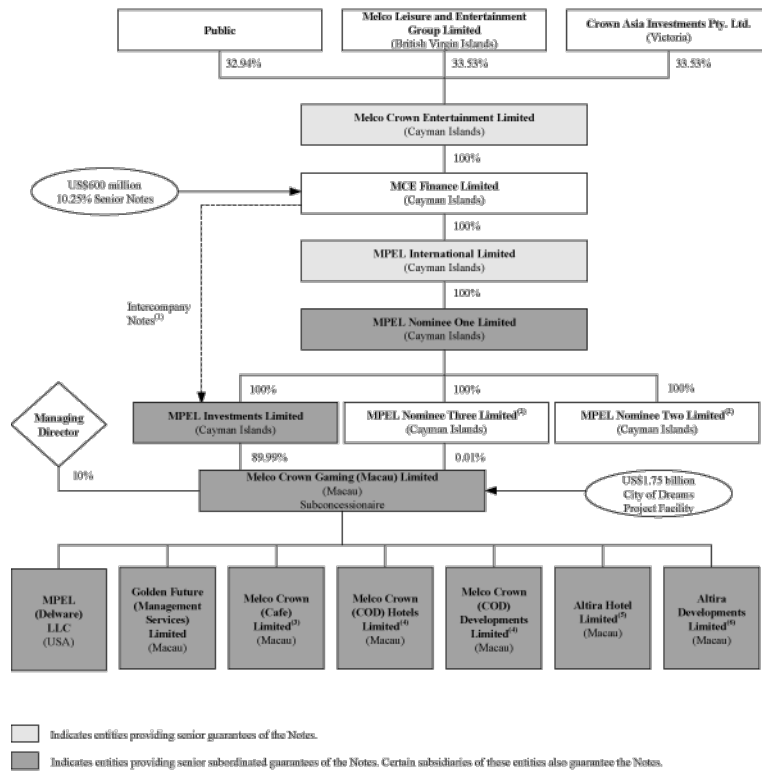 Public
Melco Leisure and Entertainment
Group Limited
(British Virgin Islands)
Crown Asia Investments Pty. Ltd.
(Victoria)
32.94%
33.53%
33.53%
Melco Crown Entertainment Limited
(Cayman Islands)
100%
US$600 million
10.25% Senior Notes
MCE Finance Limited
(Cayman Islands)
100%
MPEL International Limited
(Cayman Islands)
100%
Intercompany
Notes(1)
MPEL Nominee One Limited
(Cayman Islands)
100%
100%
100%
Managing
Director
MPEL Investments Limited
(Cayman Islands)
MPEL Nominee Three Limited(2)
(Cayman Islands)
MPEL Nominee Two Limited(2)
(Cayman Islands)
89.99%
0.01%
10%
Melco Crown Gaming (Macau) Limited
(Macau)
Subconcessionaire
US$1.75 billion
City of Dreams
Project Facility
MPEL
(Delware)
LLC
(USA)
Golden Future
(Management
Services)
Limited
(Macau)
Melco Crown
(Cafe)
Limited(3)
(Macau)
Melco Crown
(COD) Hotels
Limited(4)
(Macau)
Melco Crown
(COD)
Developments
Limited(4)
(Macau)
Altira Hotel
Limited(5)
(Macau)
Altira
Developments
Limited(6)
(Macau)
Indicates entities providing senior guarantees of the Notes.
Indicates entities providing senior subordinated guarantees of the Notes. Certain subsidiaries of these entities also guarantee the Notes.